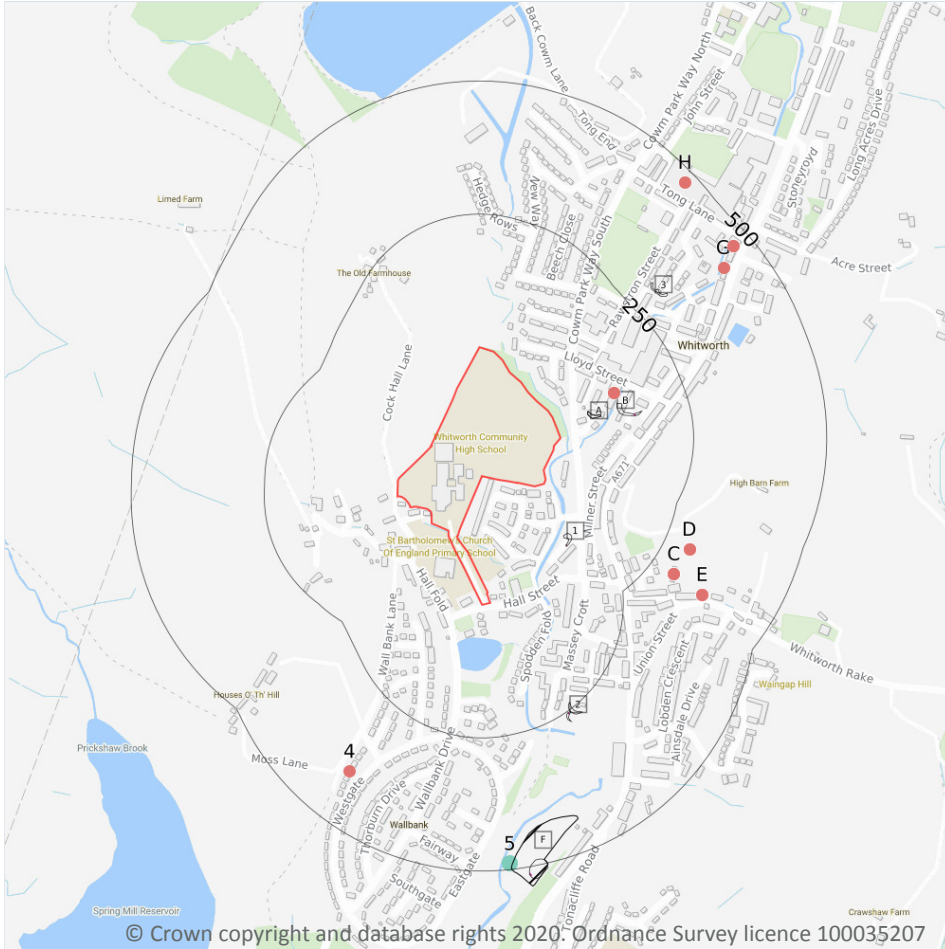 Back Cowm Lane
Cowm Park Way North
John Street
Long Acres Drive
Tong End
Stoneyroyd
H
Limed Farm
Hedge Rows
New Way
Tong Lane
Beech Close
500
G
Cowm Park Way South
Acre Street
The Old Farmhouse
Rawstron Street
3
250
Whitworth
Cock Hall Lane
Lloyd Street
A
B
Whitworth Community
High School
A671
High Barn Farm
Milner Street
1
D
St Bartholomew's Church
Of England Primary School
C
Hall Fold
E
Hall Street
Wall Bank Lane
Spodden Fold
Massey Croft
Union Street
Whitworth Rake
Lobden Crescent
Waingap Hill
Houses O' Th' Hill
Ainsdale Drive
2
Prickshaw Brook
4
Moss Lane
Wallbank Drive
Westgate
Thorburn Drive
Wallbank
F
5
Fairway
Eastgate
Southgate
Tonacliffe Road
Spring Mill Reservoir
Crawshaw Farm
© Crown copyright and database rights 2020. Ordnance Survey licence 100035207